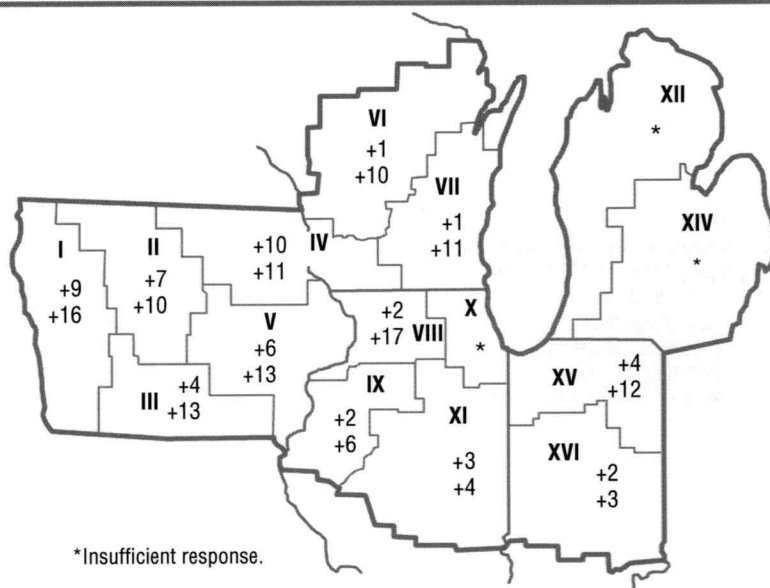 XII
*
VI
+1
+10
VII
+1
+11
XIV
*
I
+9
+16
II
+7
+10
+10
+11
IV
V
+6
+13
III
+4
+13
+2
+17
VIII
X
*
IX
+2
+6
XI
+3
+4
XV
+4
+12
XVI
+2
+3
*Insufficient response.